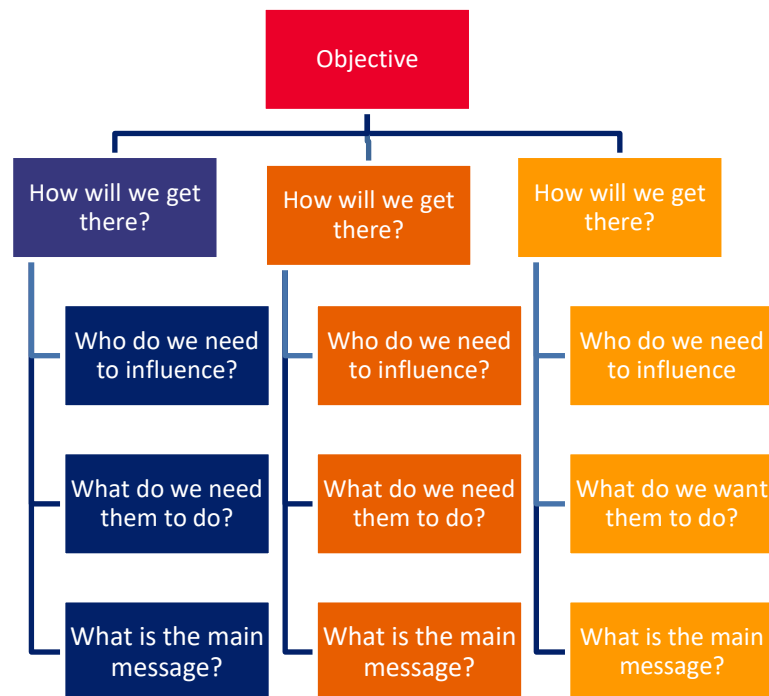 Objective
How will we get
there?
How will we get
there?
How will we get
there?
Who do we need
to influence?
Who do we need
to influence?
Who do we need
to influence
What do we need
them to do?
What do we need
them to do?
What do we want
them to do?
What is the main
message?
What is the main
message?
What is the main
message?